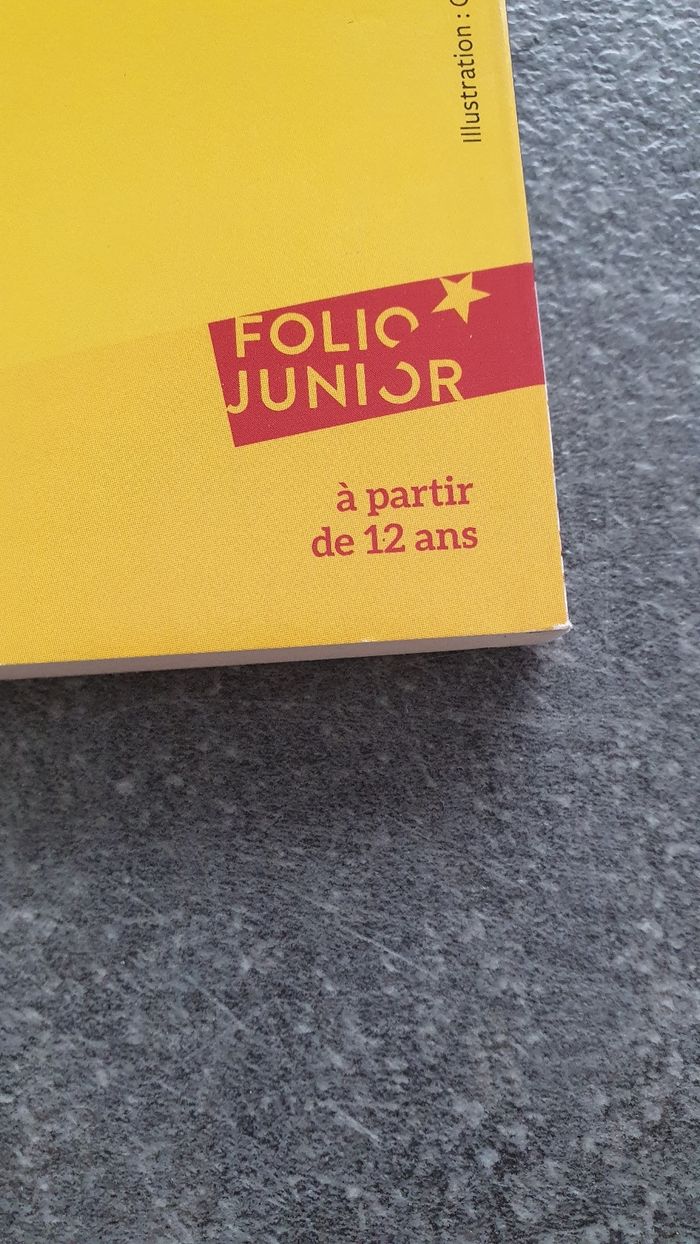 Illustration :
FOLIO
JUNIOR
à partir
de 12 ans